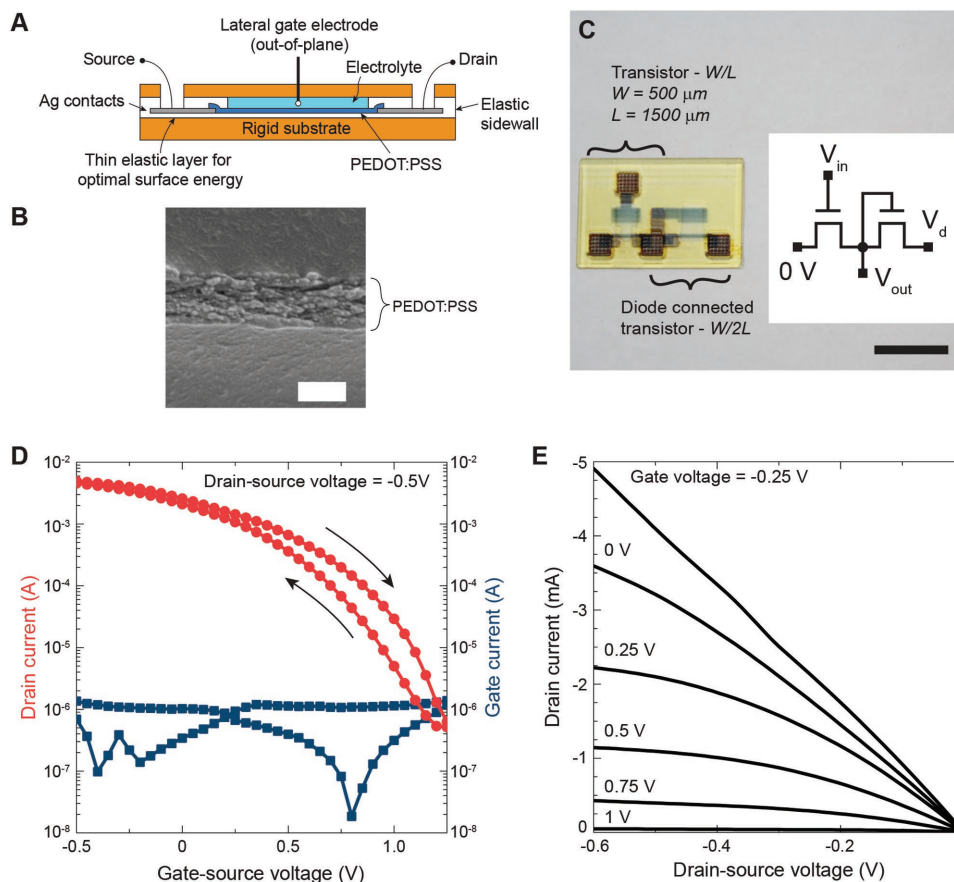 A
Lateral gate electrode
(out-of-plane)
Source
Electrolyte
Drain
Ag contacts
Elastic
sidewall
Rigid substrate
Thin elastic layer for
optimal surface energy
PEDOT:PSS
B
PEDOT:PSS
C
Transistor - W/L
W = 500 μm
L = 1500 μm
Vin
Vd
0 V
Vout
Diode connected
transistor - W/2L
D
Drain-source voltage = -0.5V
10-2
10-3
10-4
10-5
10-6
10-7
10-8
Drain current (A)
10-2
10-3
10-4
10-5
10-6
10-7
10-8
Gate current (A)
-0.5
0
0.5
1.0
Gate-source voltage (V)
E
Gate voltage = -0.25 V
0 V
0.25 V
0.5 V
0.75 V
1 V
-5
-4
-3
-2
-1
0
Drain current (mA)
-0.6
-0.4
-0.2
Drain-source voltage (V)